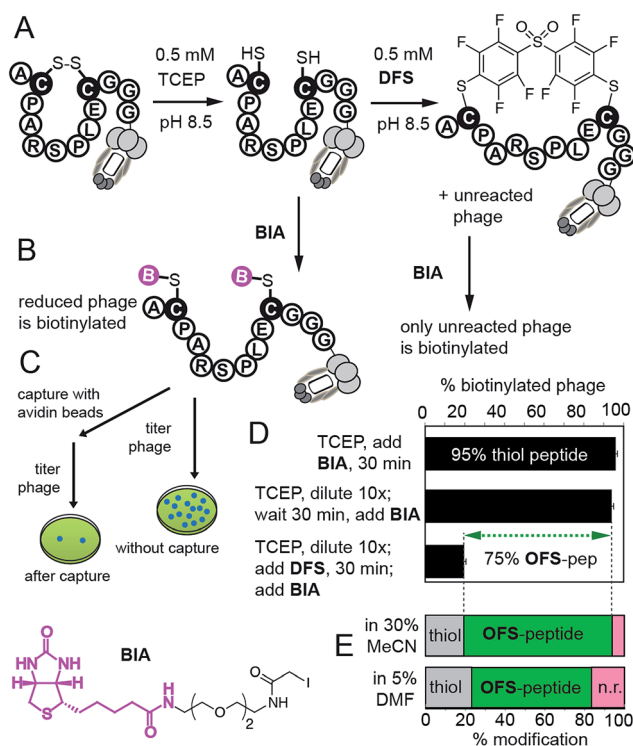 A
0.5 mM
TCEP
pH 8.5
0.5 mM
DFS
pH 8.5
S-S
A C P A R S P L E C G G G
HS
SH
A C P A R S P L E C G G G
F F O O F F
S
F F F F
S S
A C P A R S P L E C G G G
+ unreacted
phage
BIA
BIA
only unreacted phage
is biotinylated
B
reduced phage
is biotinylated
B-S
B-S
A C P A R S P L E C G G G
C
capture with
avidin beads
titer
phage
titer
phage
after capture
without capture
D
% biotinylated phage
0 20 40 60 80 100
TCEP, add
BIA, 30 min
95% thiol peptide
TCEP, dilute 10x;
wait 30 min, add BIA
TCEP, dilute 10x;
add DFS, 30 min;
add BIA
75% OFS-pep
E
in 30%
MeCN
thiol
OFS-peptide
in 5%
DMF
thiol
OFS-peptide
n.r.
0 20 40 60 80 100
% modification
BIA
O
HN NH
H H
S
O
H
N
O
2
N
H
O
I